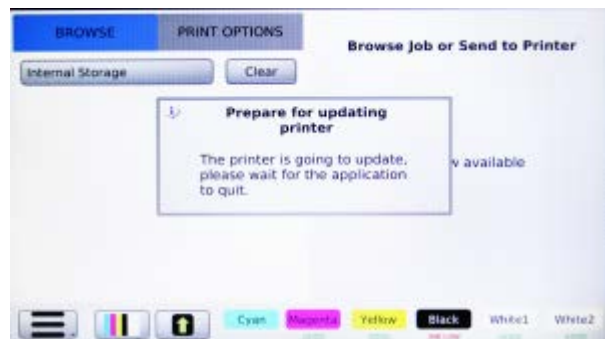 BROWSE
PRINT OPTIONS
Browse Job or Send to Printer
Internal Storage
Clear
Prepare for updating
printer
The printer is going to update,
please wait for the application
to quit.
available
Cyan
Magenta
Yellow
Black
White1
White2